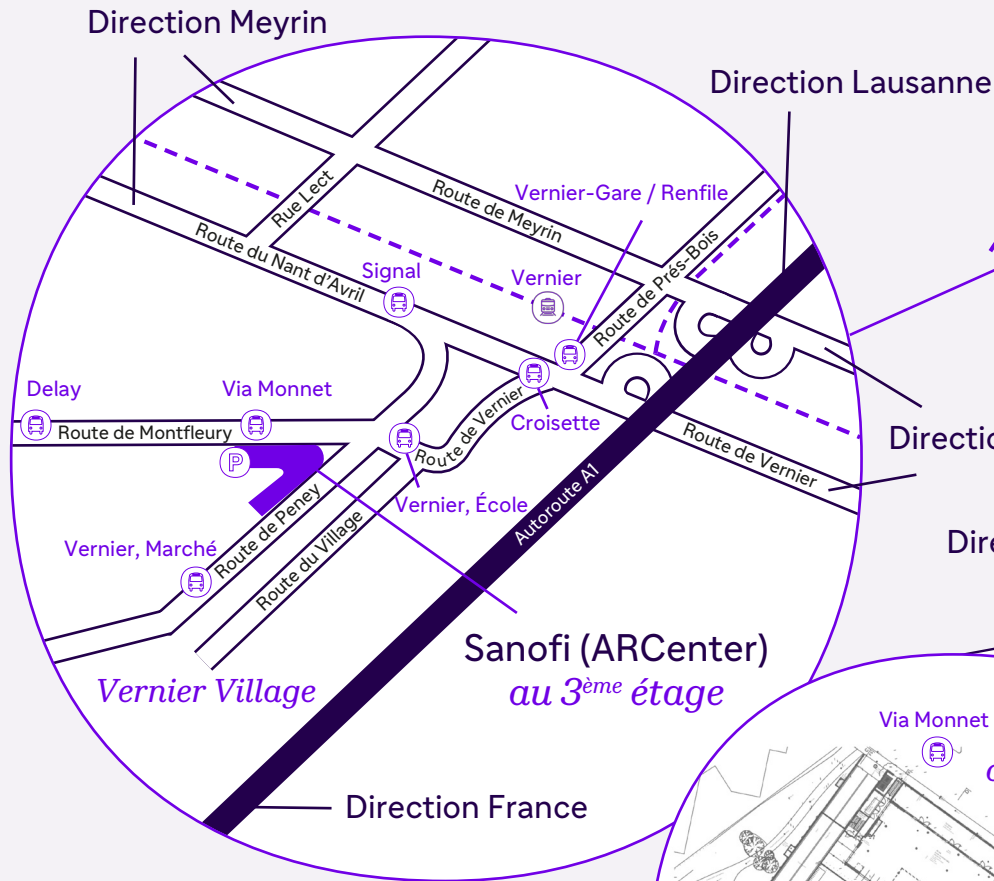 Direction Meyrin
Direction Lausanne
Rue Lect
Route de Meyrin
Vernier-Gare / Renfile
Route du Nant d'Avril
Signal
Vernier
Route de Prés-Bois
Delay
Via Monnet
Route de Montfleury
P
Route de Vernier
Croisette
Route de Vernier
Directio
Autoroute A1
Vernier, École
Route de Peney
Route du Village
Vernier, Marché
Dire
Sanofi (ARCenter)
au 3ème étage
Vernier Village
Via Monnet
Direction France